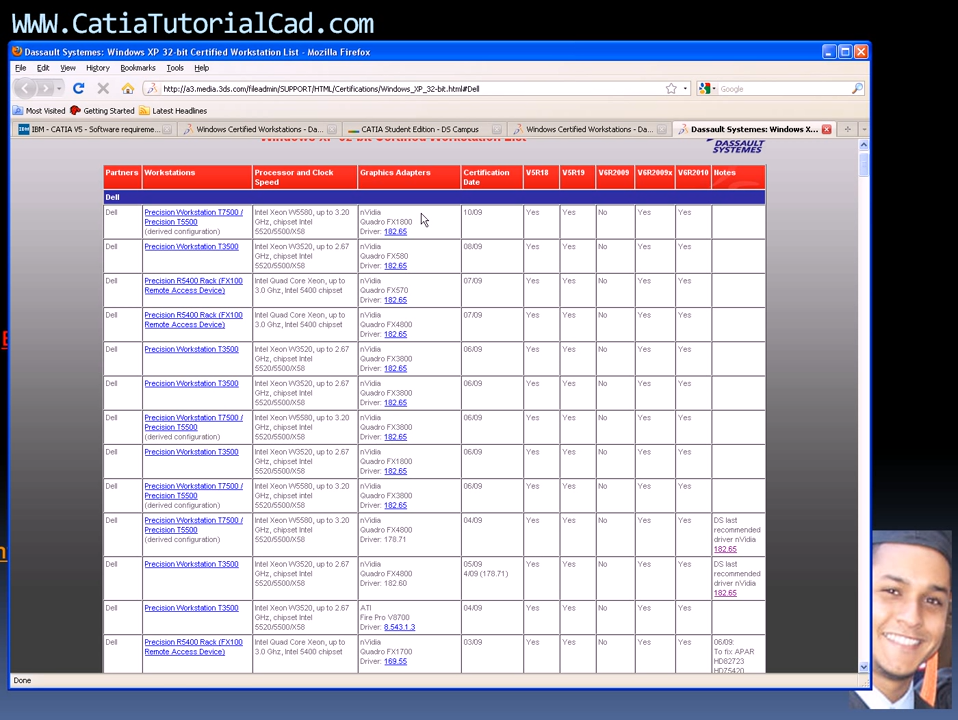 WWW.CatiaTutorialCad.com
Dassault Systemes: Windows XP 32-bit Certified Workstation List - Mozilla Firefox
File Edit View History Bookmarks Tools Help
http://a3.media.3ds.com/fileadmin/SUPPORT/HTML/Certifications/Windows_XP_32-bit.html#Dell
Google
Most Visited Getting Started Latest Headlines
IBM - CATIA V5 - Software requireme...
Windows Certified Workstations - Da...
CATIA Student Edition - DS Campus
Windows Certified Workstations - Da...
Dassault Systemes: Windows X...
Windows XP 32-bit Certified Workstation List
DASSAULT
SYSTEMES
Partners Workstations Processor and Clock Speed Graphics Adapters Certification Date V5R18 V5R19 V6R2009 V6R2009x V6R2010 Notes
Dell
Dell Precision Workstation T7500 / Precision T5500 (derived configuration) Intel Xeon W5580, up to 3.20 GHz, chipset Intel 5520/5500/X58 nVidia Quadro FX1800 Driver: 182.65 10/09 Yes Yes No Yes Yes
Dell Precision Workstation T3500 Intel Xeon W3520, up to 2.67 GHz, chipset Intel 5520/5500/X58 nVidia Quadro FX580 Driver: 182.65 08/09 Yes Yes No Yes Yes
Dell Precision R5400 Rack (FX100 Remote Access Device) Intel Quad Core Xeon, up to 3.0 Ghz, Intel 5400 chipset nVidia Quadro FX570 Driver: 182.65 07/09 Yes Yes No Yes Yes
Dell Precision R5400 Rack (FX100 Remote Access Device) Intel Quad Core Xeon, up to 3.0 Ghz, Intel 5400 chipset nVidia Quadro FX4800 Driver: 182.65 07/09 Yes Yes No Yes Yes
Dell Precision Workstation T3500 Intel Xeon W3520, up to 2.67 GHz, chipset Intel 5520/5500/X58 nVidia Quadro FX3800 Driver: 182.65 06/09 Yes Yes No Yes Yes
Dell Precision Workstation T3500 Intel Xeon W3520, up to 2.67 GHz, chipset Intel 5520/5500/X58 nVidia Quadro FX3800 Driver: 182.65 06/09 Yes Yes No Yes Yes
Dell Precision Workstation T7500 / Precision T5500 (derived configuration) Intel Xeon W5580, up to 3.20 GHz, chipset Intel 5520/5500/X58 nVidia Quadro FX3800 Driver: 182.65 06/09 Yes Yes No Yes Yes
Dell Precision Workstation T3500 Intel Xeon W3520, up to 2.67 GHz, chipset Intel 5520/5500/X58 nVidia Quadro FX4800 Driver: 182.65 06/09 Yes Yes No Yes Yes
Dell Precision Workstation T7500 / Precision T5500 (derived configuration) Intel Xeon W5580, up to 3.20 GHz, chipset intel 5520/5500/X58 nVidia Quadro FX3800 Driver: 182.65 06/09 Yes Yes No Yes Yes
Dell Precision Workstation T7500 / Precision T5500 (derived configuration) Intel Xeon W5580, up to 3.20 GHz, chipset Intel 5520/5500/X58 nVidia Quadro FX4800 Driver: 178.71 04/09 Yes Yes No Yes Yes DS last recommended driver nVidia 182.65
Dell Precision Workstation T3500 Intel Xeon W3520, up to 2.67 GHz, chipset Intel 5520/5500/X58 nVidia Quadro FX4800 Driver: 182.60 05/09 4/09 (178.71) Yes Yes No Yes Yes DS last recommended driver nVidia 182.65
Dell Precision Workstation T3500 Intel Xeon W3520, up to 2.67 GHz, chipset Intel 5520/5500/X58 ATI Fire Pro V8700 Driver: 8.543.1.3 04/09 Yes Yes No Yes Yes
Dell Precision R5400 Rack (FX100 Remote Access Device) Intel Quad Core Xeon, up to 3.0 Ghz, Intel 5400 chipset nVidia Quadro FX1700 Driver: 169.55 03/09 Yes Yes No Yes Yes 06/09: To fix APAR HD82723 HD75420
Done